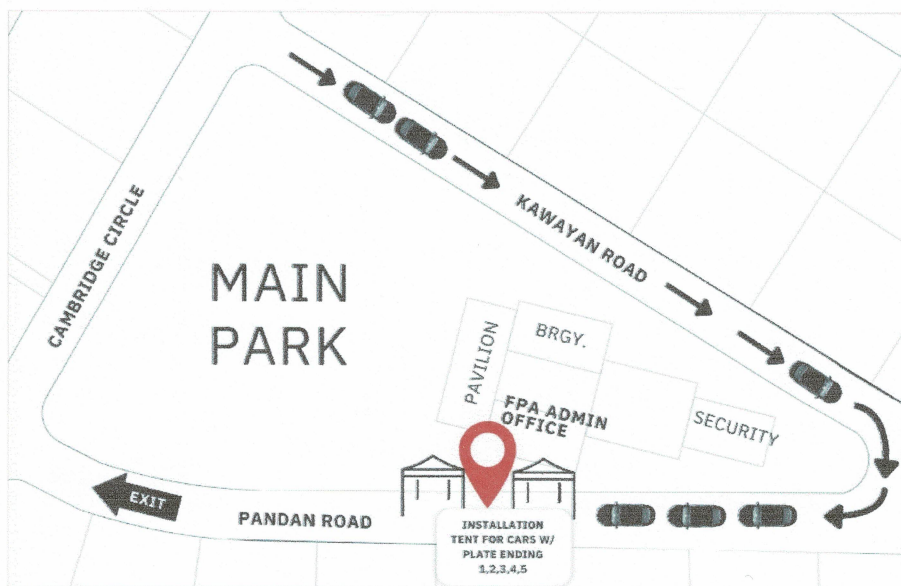 CAMBRIDGE CIRCLE
KAWAYAN ROAD
MAIN
PARK
PAVILION
BRGY.
FPA ADMIN
OFFICE
SECURITY
EXIT
PANDAN ROAD
INSTALLATION
TENT FOR CARS W/
PLATE ENDING
1,2,3,4,5